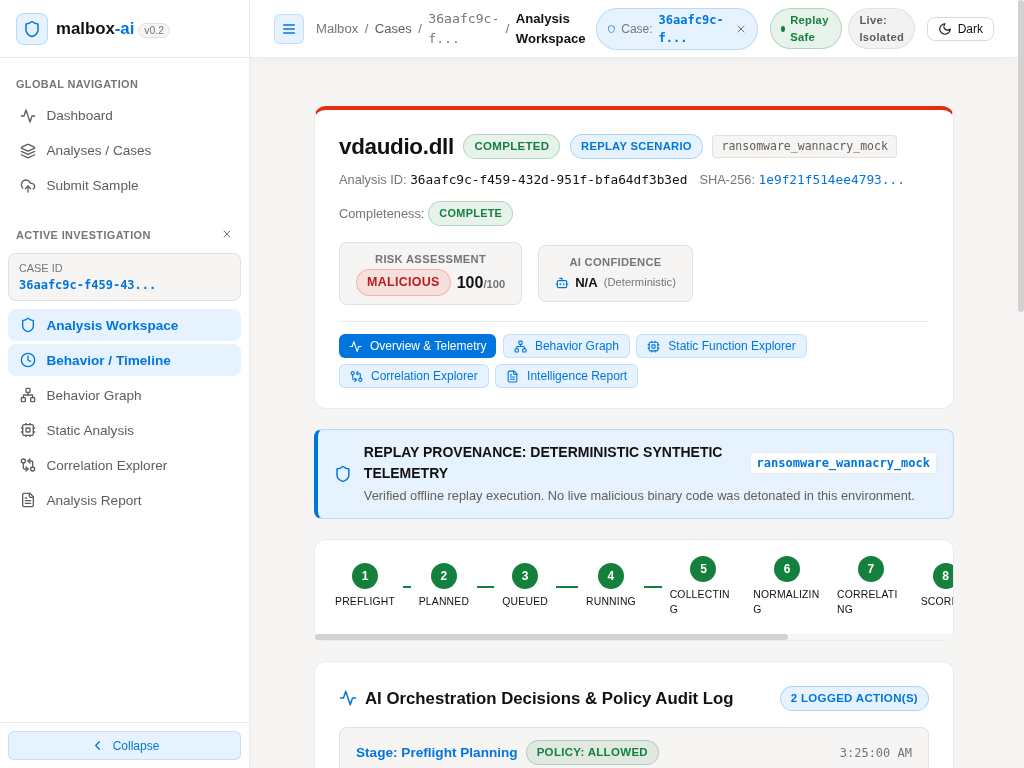 malbox-ai v0.2
GLOBAL NAVIGATION
Dashboard
Analyses / Cases
Submit Sample
ACTIVE INVESTIGATION
CASE ID
36aafc9c-f459-43...
Analysis Workspace
Behavior / Timeline
Behavior Graph
Static Analysis
Correlation Explorer
Analysis Report
Collapse
Malbox / Cases / 36aafc9c-f... / Analysis Workspace
Case: 36aafc9c-f...
Replay Safe
Live: Isolated
Dark
vdaudio.dll COMPLETED REPLAY SCENARIO ransomware_wannacry_mock
Analysis ID: 36aafc9c-f459-432d-951f-bfa64df3b3ed SHA-256: 1e9f21f514ee4793...
Completeness: COMPLETE
RISK ASSESSMENT
MALICIOUS 100/100
AI CONFIDENCE
N/A (Deterministic)
Overview & Telemetry Behavior Graph Static Function Explorer
Correlation Explorer Intelligence Report
REPLAY PROVENANCE: DETERMINISTIC SYNTHETIC
TELEMETRY
ransomware_wannacry_mock
Verified offline replay execution. No live malicious binary code was detonated in this environment.
1 2 3 4 5 6 7 8
PREFLIGHT PLANNED QUEUED RUNNING COLLECTING NORMALIZING CORRELATING
AI Orchestration Decisions & Policy Audit Log 2 LOGGED ACTION(S)
Stage: Preflight Planning POLICY: ALLOWED 3:25:00 AM